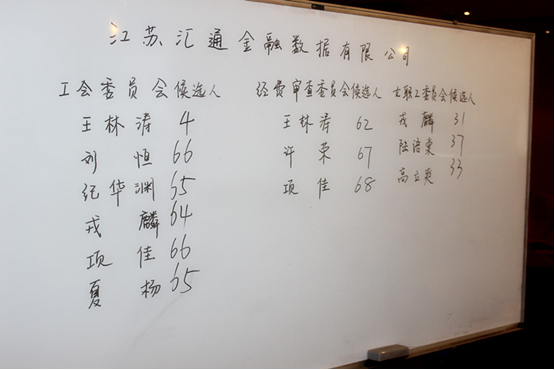 江苏汇通金融数据有限公司
工会委员会候选人 经费审查委员会候选人 女职工委员会候选人
王林涛 4 王林涛 62 戎麟 31
刘恒 66 许荣 67 陆洁东 37
纪华渊 65 项佳 68 高立爽 33
戎麟 64
项佳 66
夏杨 65